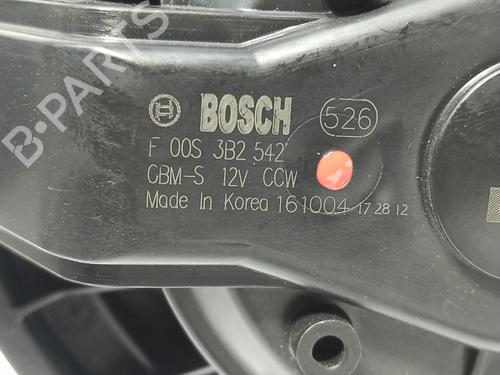 B-PARTS
BOSCH 526
F 00S 3B2 542
CBM-S 12V CCW
Made In Korea 161004 17 28 12